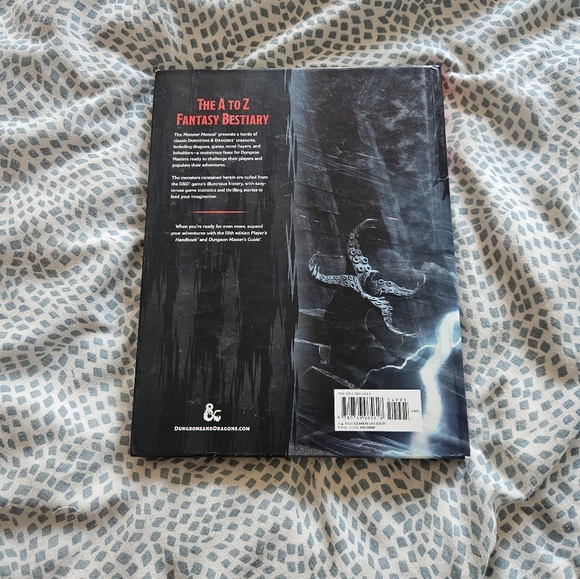 THE A TO Z
FANTASY BESTIARY
The Monster Manual® presents a horde of
classic DUNGEONS & DRAGONS® creatures,
including dragons, giants, mind flayers, and
beholders—a monstrous feast for Dungeon
Masters ready to challenge their players and
populate their adventures.
The monsters contained herein are culled from
the D&D® game's illustrious history, with easy-
to-use game statistics and thrilling stories to
feed your imagination.
When you're ready for even more, expand
your adventures with the fifth edition Player's
Handbook® and Dungeon Master's Guide®.
DUNGEONSANDDRAGONS.COM